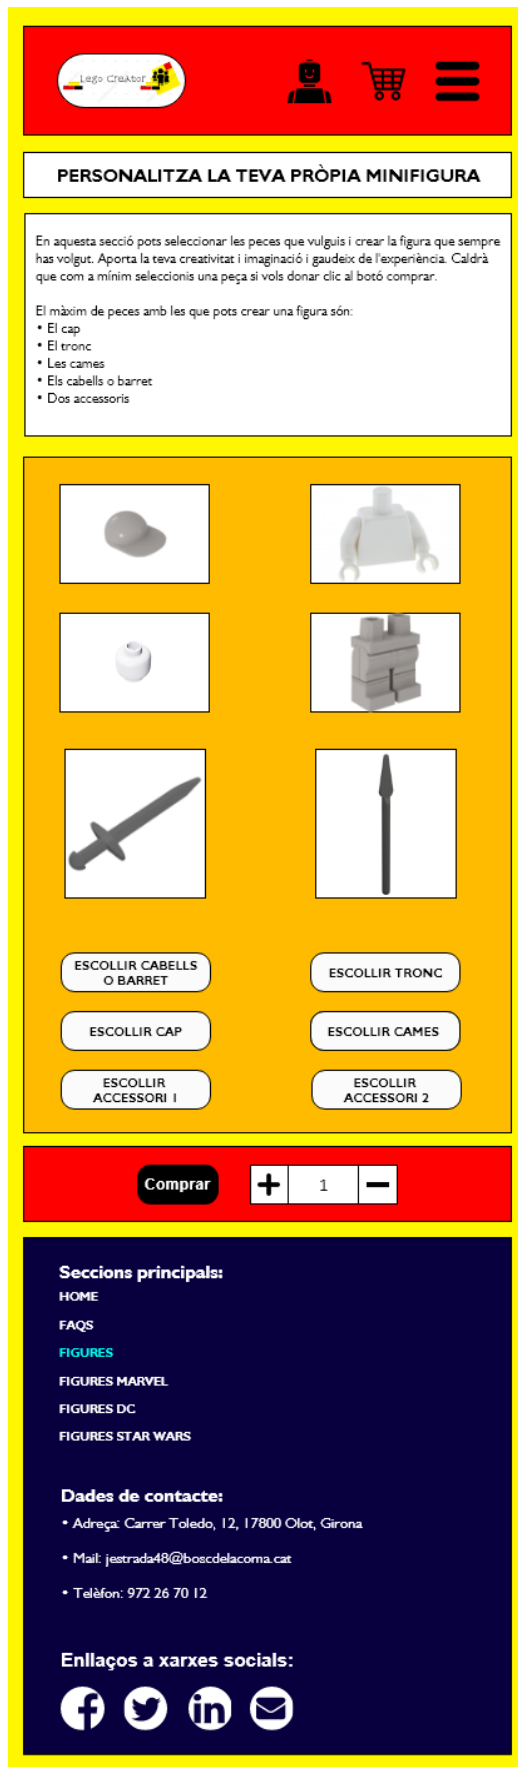 Lego Creator
PERSONALITZA LA TEVA PRÒPIA MINIFIGURA
En aquesta secció pots seleccionar les peces que vulguis i crear la figura que sempre
has volgut. Aporta la teva creativitat i imaginació i gaudeix de l'experiència. Caldrà
que com a mínim seleccionis una peça si vols donar clic al botó comprar.
El màxim de peces amb les que pots crear una figura són:
• El cap
• El tronc
• Les cames
• Els cabells o barret
• Dos accessoris
ESCOLLIR CABELLS
O BARRET
ESCOLLIR TRONC
ESCOLLIR CAP
ESCOLLIR CAMES
ESCOLLIR
ACCESSORI 1
ESCOLLIR
ACCESSORI 2
Comprar
1
Seccions principals:
HOME
FAQS
FIGURES
FIGURES MARVEL
FIGURES DC
FIGURES STAR WARS
Dades de contacte:
• Adreça: Carrer Toledo, 12, 17800 Olot, Girona
• Mail: jestrada48@boscdelacoma.cat
• Telèfon: 972 26 70 12
Enllaços a xarxes socials: